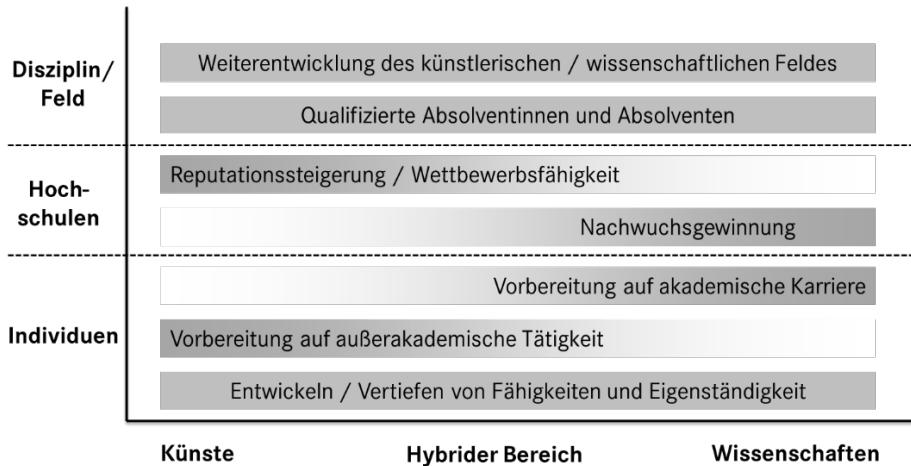 Disziplin/
Feld
Weiterentwicklung des künstlerischen / wissenschaftlichen Feldes
Qualifizierte Absolventinnen und Absolventen
Hoch-
schulen
Reputationssteigerung / Wettbewerbsfähigkeit
Nachwuchsgewinnung
Individuen
Vorbereitung auf akademische Karriere
Vorbereitung auf außerakademische Tätigkeit
Entwickeln / Vertiefen von Fähigkeiten und Eigenständigkeit
Künste Hybrider Bereich Wissenschaften